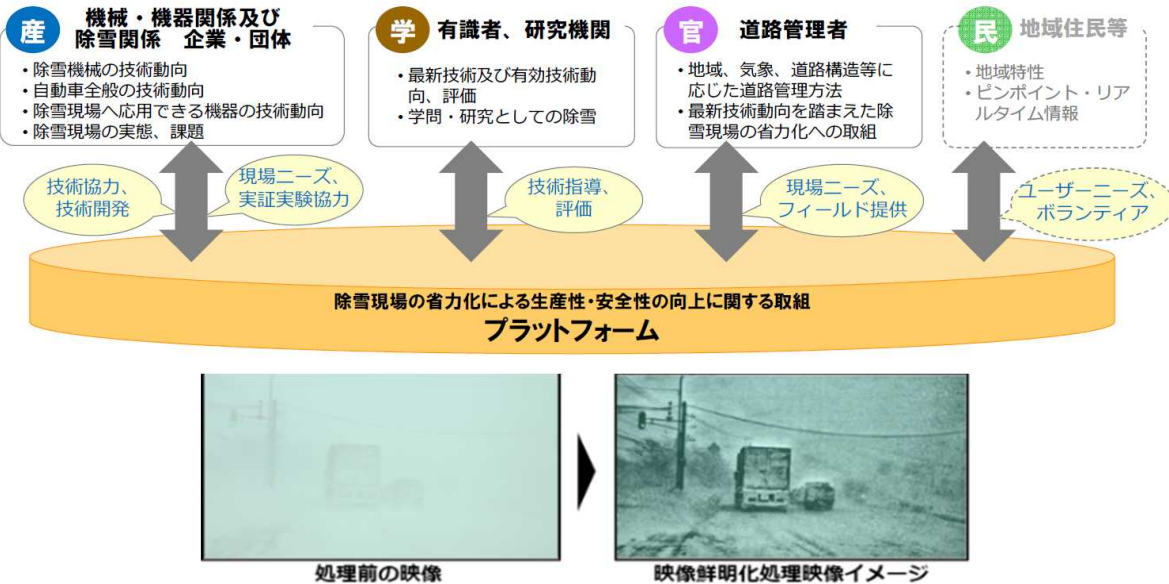 産
機械・機器関係及び
除雪関係　企業・団体
・除雪機械の技術動向
・自動車全般の技術動向
・除雪現場へ応用できる機器の技術動向
・除雪現場の実態、課題
学
有識者、研究機関
・最新技術及び有効技術動
向、評価
・学問・研究としての除雪
官
道路管理者
・地域、気象、道路構造等に
応じた道路管理方法
・最新技術動向を踏まえた除
雪現場の省力化への取組
民
地域住民等
・地域特性
・ピンポイント・リア
ルタイム情報
技術協力、
技術開発
現場ニーズ、
実証実験協力
技術指導、
評価
現場ニーズ、
フィールド提供
ユーザーニーズ、
ボランティア
除雪現場の省力化による生産性・安全性の向上に関する取組
プラットフォーム
処理前の映像
映像鮮明化処理映像イメージ